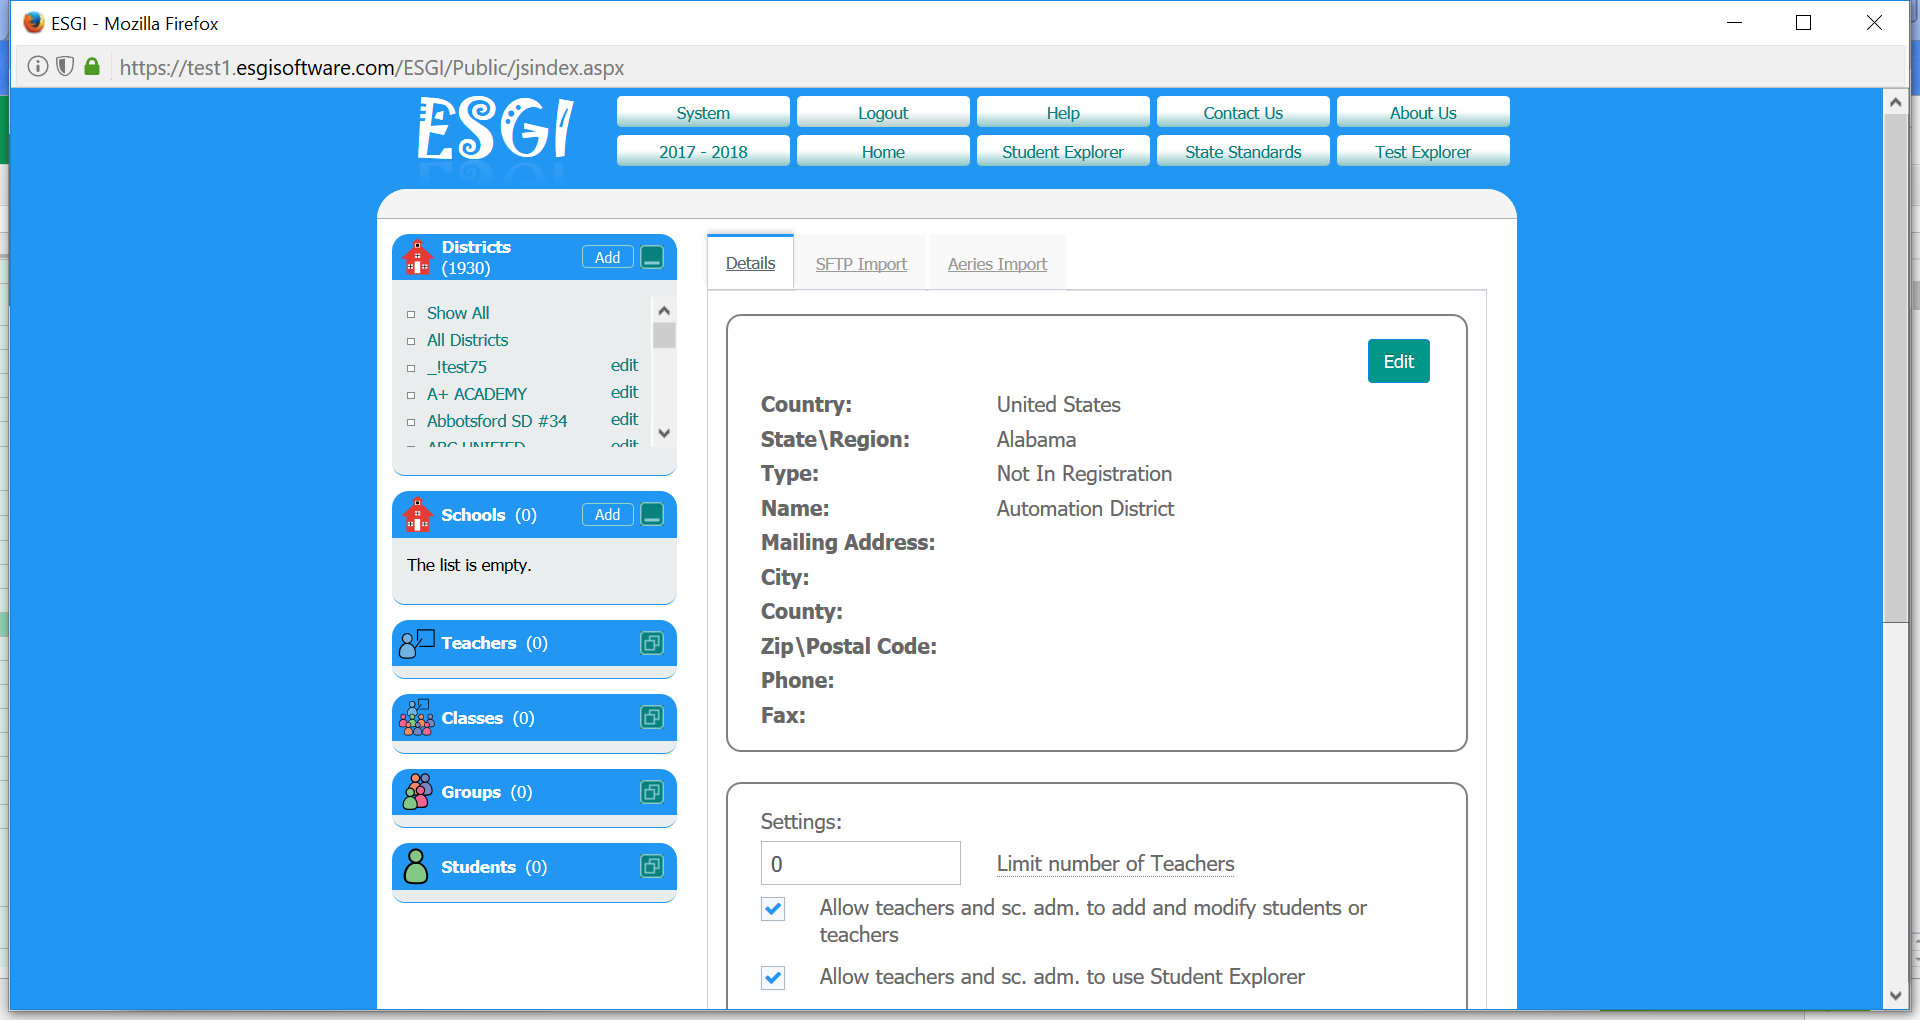 ESGI - Mozilla Firefox
https://test1.esgisoftware.com/ESGI/Public/jsindex.aspx
ESGI
System
Logout
Help
Contact Us
About Us
2017 - 2018
Home
Student Explorer
State Standards
Test Explorer
Districts
(1930)
Add
Show All
All Districts
_!test75 edit
A+ ACADEMY edit
Abbotsford SD #34 edit
ABC UNIFIED edit
Schools (0)
Add
The list is empty.
Teachers (0)
Classes (0)
Groups (0)
Students (0)
Details
SFTP Import
Aeries Import
Edit
Country: United States
State\Region: Alabama
Type: Not In Registration
Name: Automation District
Mailing Address:
City:
County:
Zip\Postal Code:
Phone:
Fax:
Settings:
0 Limit number of Teachers
Allow teachers and sc. adm. to add and modify students or
teachers
Allow teachers and sc. adm. to use Student Explorer